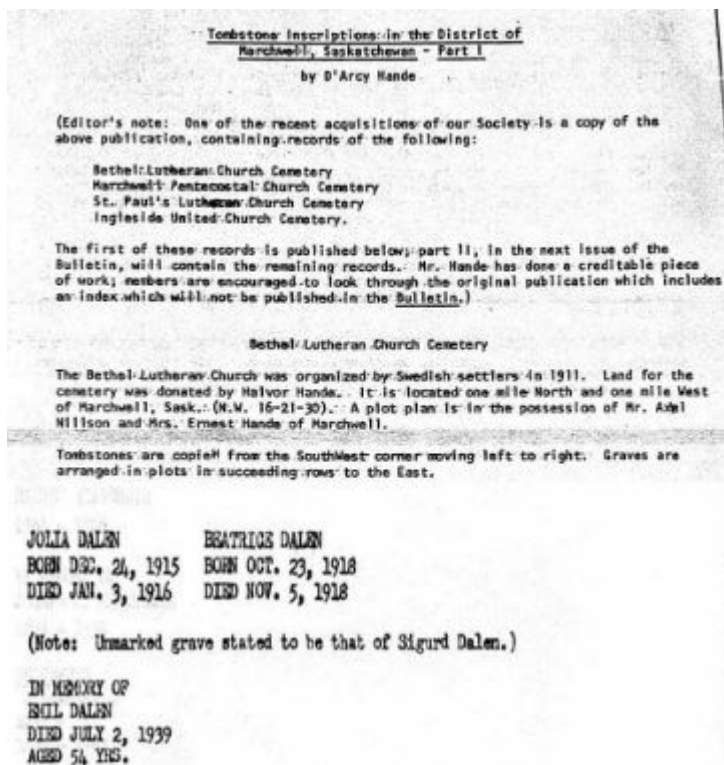 Tombstone Inscriptions in the District of
Marchwell, Saskatchewan - Part I
by D'Arcy Hande
(Editor's note: One of the recent acquisitions of our Society is a copy of the
above publication, containing records of the following:
Bethel Lutheran Church Cemetery
Marchwell Pentecostal Church Cemetery
St. Paul's Lutheran Church Cemetery
Ingleside United Church Cemetery.
The first of these records is published below; part II, in the next issue of the
Bulletin, will contain the remaining records. Mr. Hande has done a creditable piece
of work; members are encouraged to look through the original publication which includes
an index which will not be published in the Bulletin.)
Bethel Lutheran Church Cemetery
The Bethel Lutheran Church was organized by Swedish settlers in 1911. Land for the
cemetery was donated by Halvor Hande. It is located one mile North and one mile West
of Marchwell, Sask. (N.W. 16-21-30). A plot plan is in the possession of Mr. Axel
Nillson and Mrs. Ernest Hande of Marchwell.
Tombstones are copied from the SouthWest corner moving left to right. Graves are
arranged in plots in succeeding rows to the East.
JOLIA DALEN BEATRICE DALEN
BORN DEC. 24, 1915 BORN OCT. 23, 1918
DIED JAN. 3, 1916 DIED NOV. 5, 1918
(Note: Unmarked grave stated to be that of Sigurd Dalen.)
IN MEMORY OF
EMIL DALEN
DIED JULY 2, 1939
AGED 54 YRS.